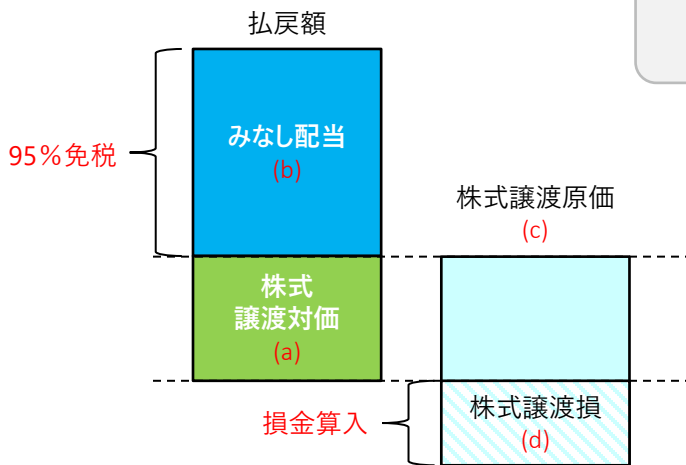 払戻額
みなし配当
(b)
95%免税
株式譲渡原価
(c)
株式
譲渡対価
(a)
株式譲渡損
(d)
損金算入